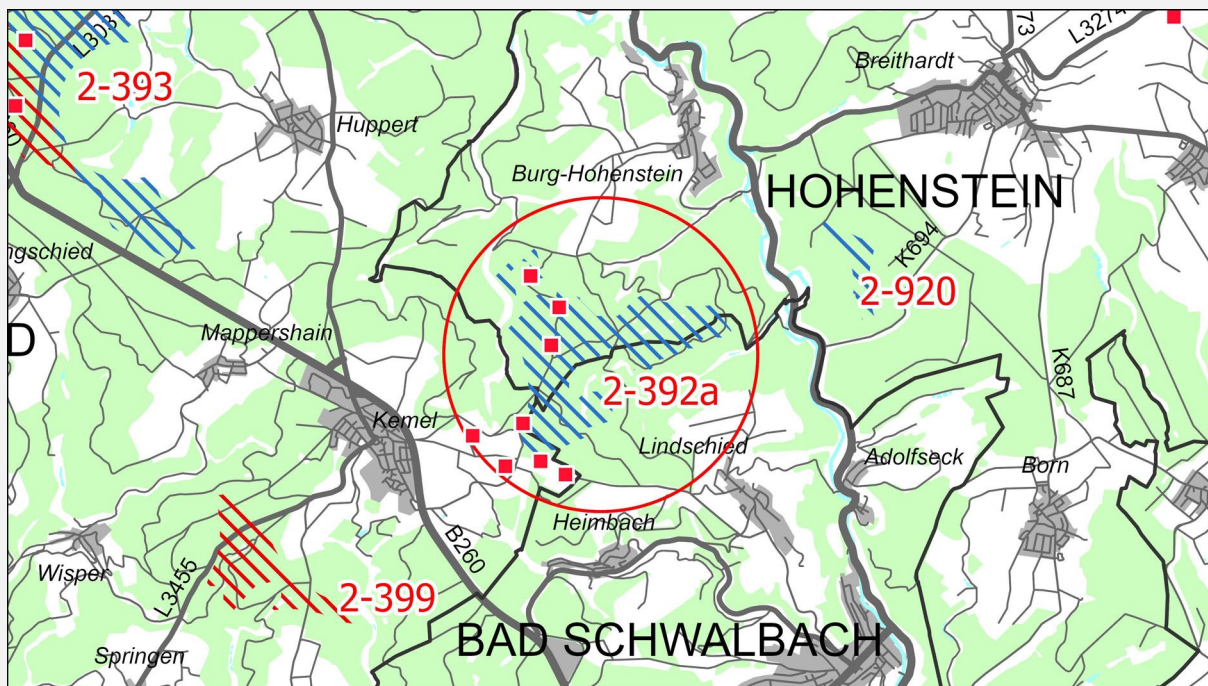 L3274
Breithardt
2-393
Huppert
Burg-Hohenstein
HOHENSTEIN
K694
2-920
ngschied
Mappershain
D
2-392a
K687
Kemel
Lindschied
Adolfseck
Born
Heimbach
B260
Wisper
L3455
2-399
BAD SCHWALBACH
Springen